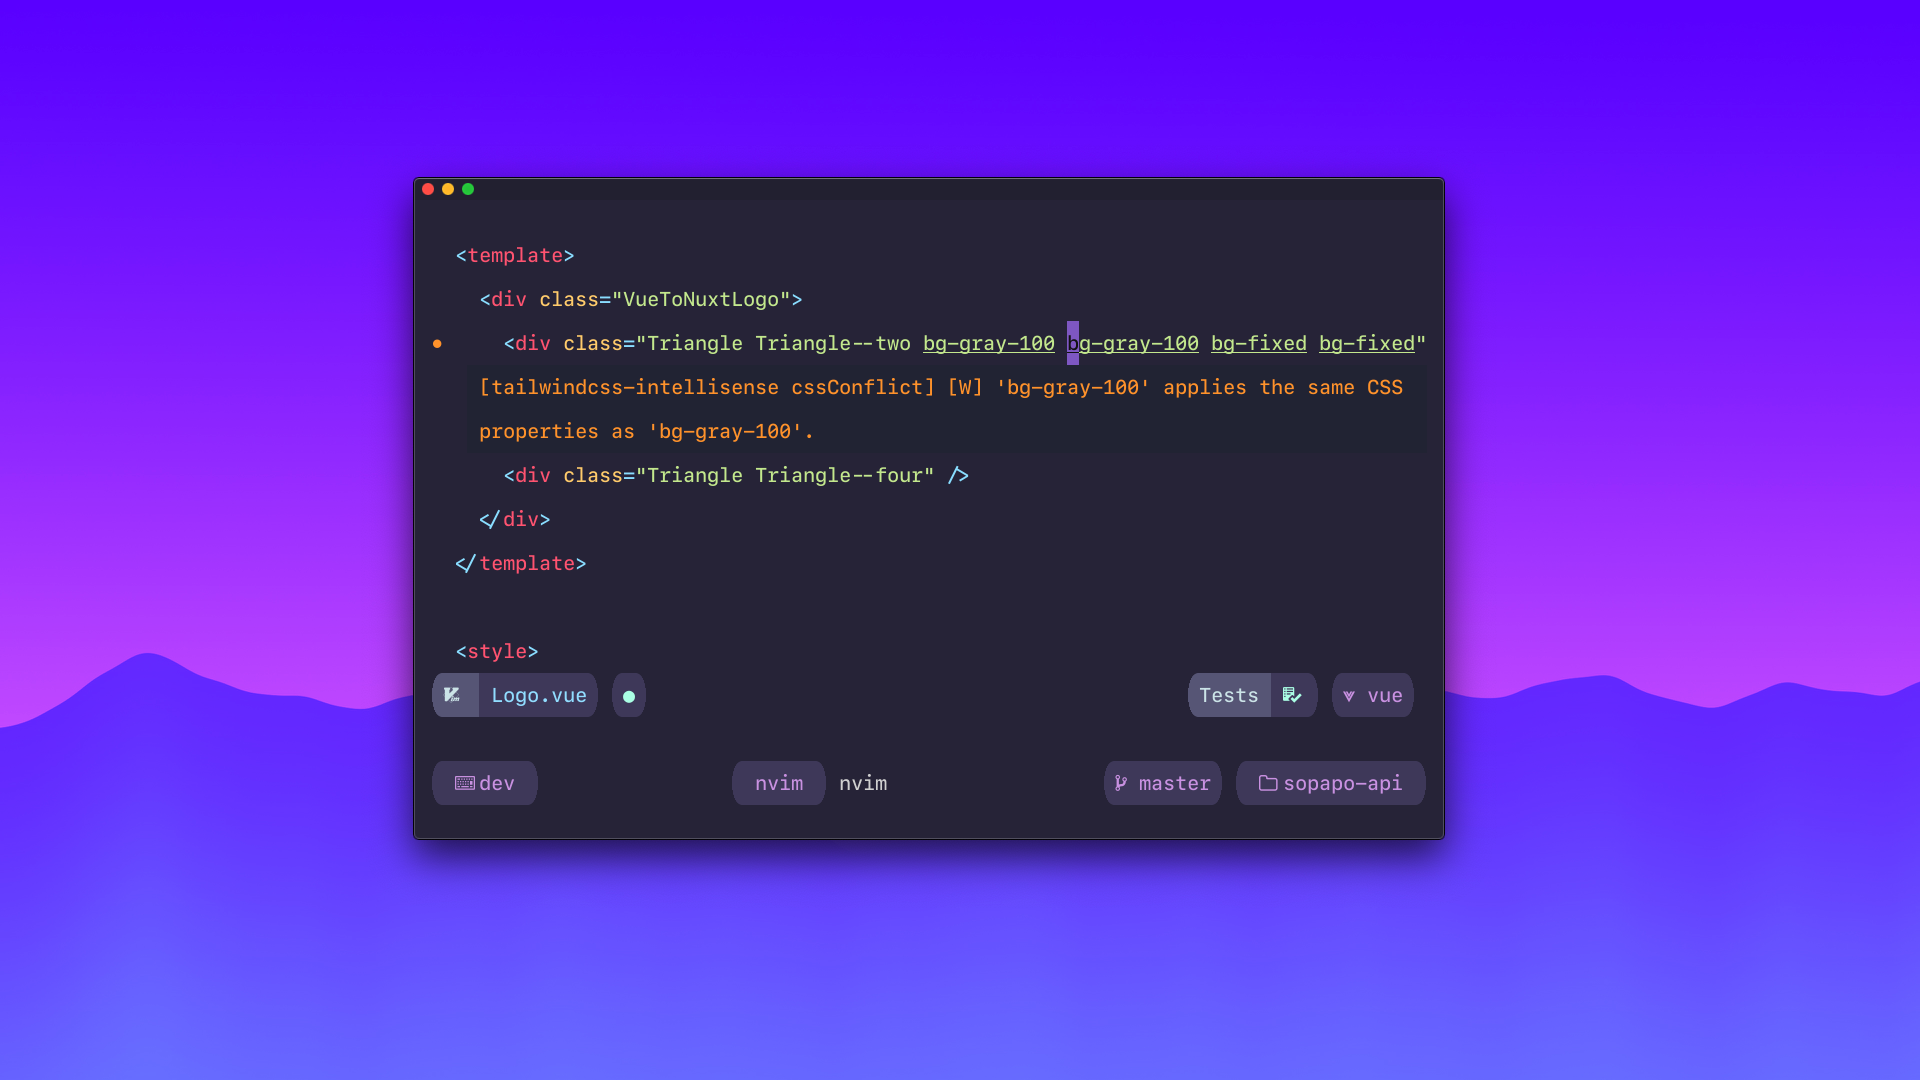 <template>
<div class="VueToNuxtLogo">
<div class="Triangle Triangle--two bg-gray-100 bg-gray-100 bg-fixed bg-fixed"
[tailwindcss-intellisense cssConflict] [W] 'bg-gray-100' applies the same CSS
properties as 'bg-gray-100'.
<div class="Triangle Triangle--four" />
</div>
</template>
<style>
Logo.vue Tests vue
dev nvim nvim master sopapo-api